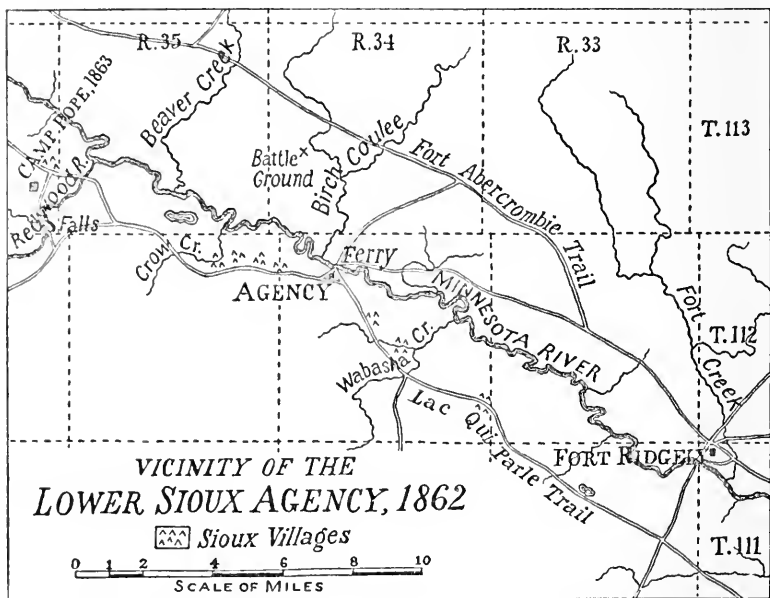 R.35
R.34
R.33
T.113
CAMP POPE, 1863
Beaver Creek
Battle
Ground
Birch Coulee
Fort Abercrombie Trail
Redwood R.
Falls
Crow Cr.
Ferry
AGENCY
MINNESOTA RIVER
Fort Creek
T.112
Wabasha Cr.
Lac Qui Parle Trail
FORT RIDGELY
VICINITY OF THE
LOWER SIOUX AGENCY, 1862
Sioux Villages
0 2 4 6 8 10
SCALE OF MILES
T.111